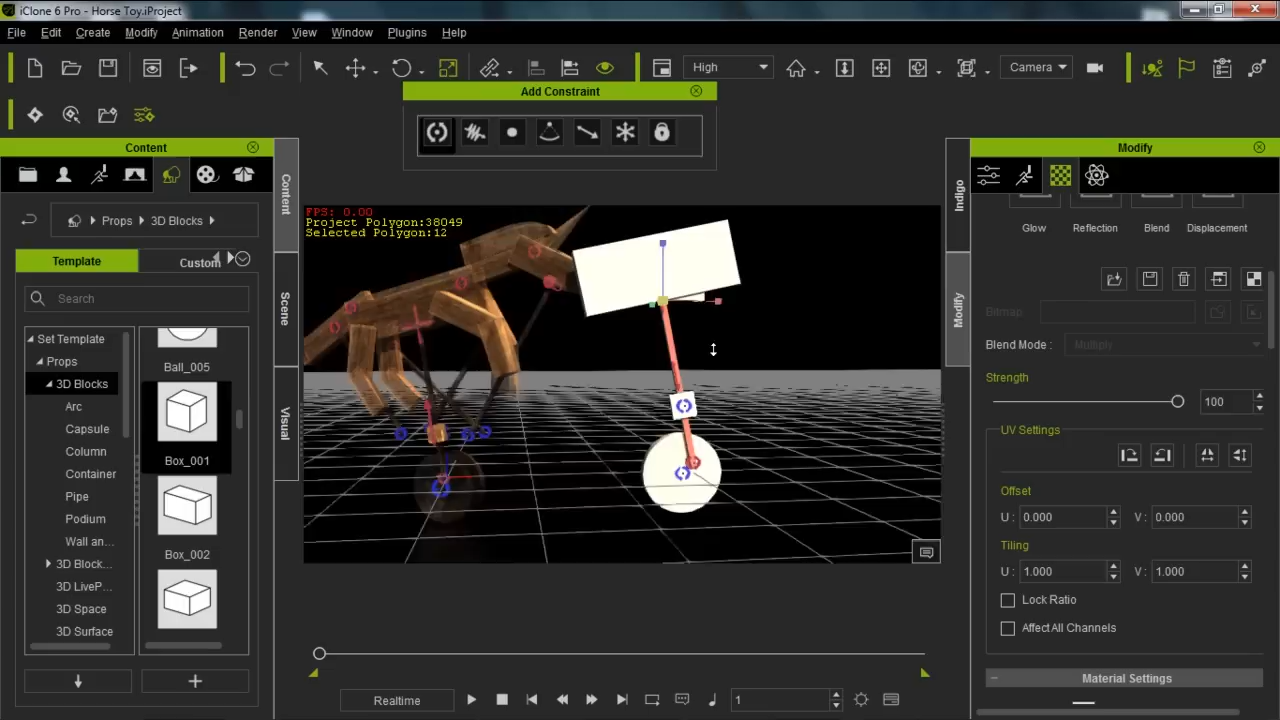 iClone 6 Pro - Horse Toy.iProject
File Edit Create Modify Animation Render View Window Plugins Help
High
Camera
Add Constraint
Content
Props 3D Blocks
Template
Custom
Search
Set Template
Props
3D Blocks
Arc
Capsule
Column
Container
Pipe
Podium
Wall an...
3D Block...
3D LiveP...
3D Space
3D Surface
Ball_005
Box_001
Box_002
Content
Scene
Visual
FPS: 0.00
Project Polygon:38049
Selected Polygon:12
Realtime
1
Indigo
Modify
Modify
Glow Reflection Blend Displacement
Bitmap:
Blend Mode : Multiply
Strength
100
UV Settings
Offset
U : 0.000 V : 0.000
Tiling
U : 1.000 V : 1.000
Lock Ratio
Affect All Channels
Material Settings